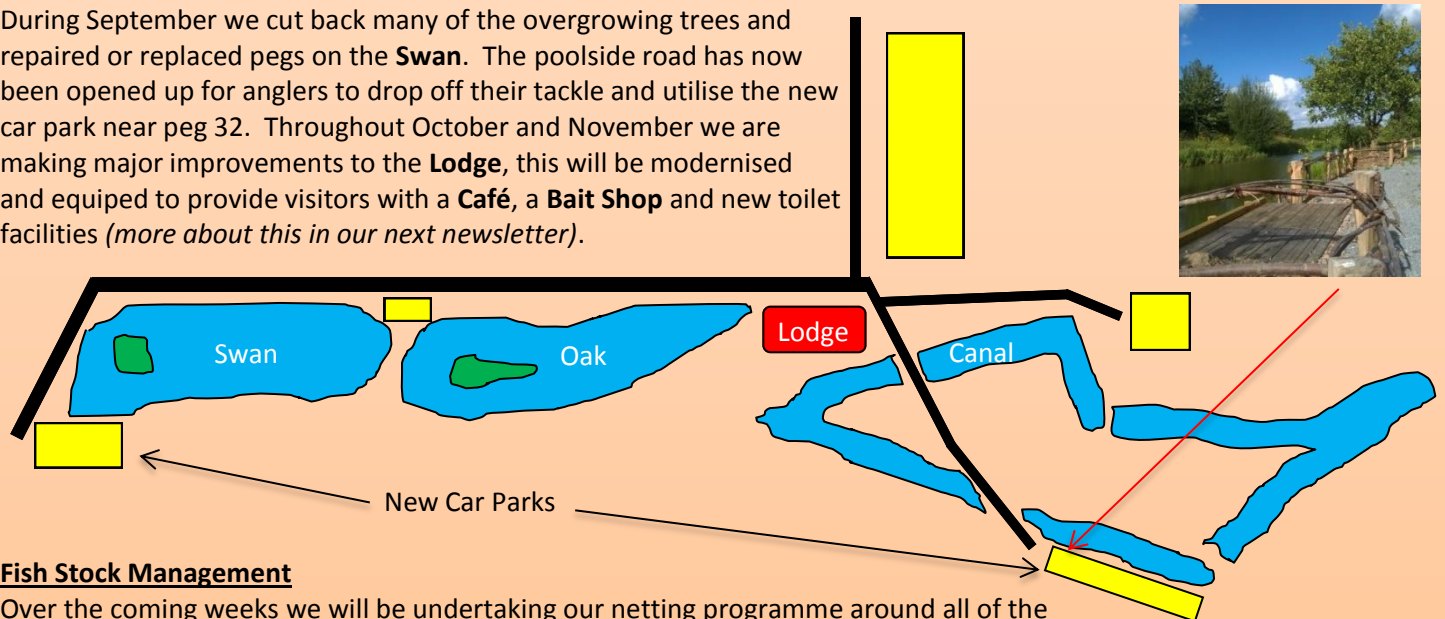 During September we cut back many of the overgrowing trees and
repaired or replaced pegs on the Swan. The poolside road has now
been opened up for anglers to drop off their tackle and utilise the new
car park near peg 32. Throughout October and November we are
making major improvements to the Lodge, this will be modernised
and equiped to provide visitors with a Café, a Bait Shop and new toilet
facilities (more about this in our next newsletter).
Swan
Oak
Lodge
Canal
New Car Parks
Fish Stock Management
Over the coming weeks we will be undertaking our netting programme around all of the